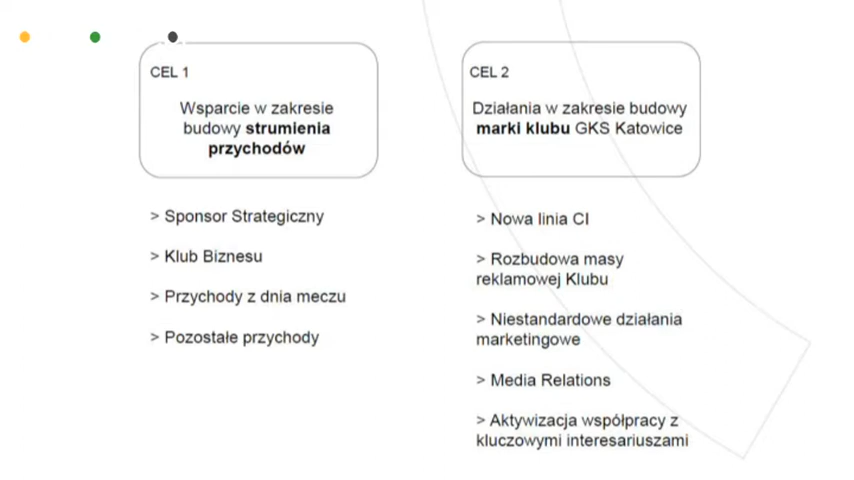 CEL 1
Wsparcie w zakresie
budowy strumienia
przychodów
> Sponsor Strategiczny
> Klub Biznesu
> Przychody z dnia meczu
> Pozostałe przychody
CEL 2
Działania w zakresie budowy
marki klubu GKS Katowice
> Nowa linia CI
> Rozbudowa masy
reklamowej Klubu
> Niestandardowe działania
marketingowe
> Media Relations
> Aktywizacja współpracy z
kluczowymi interesariuszami